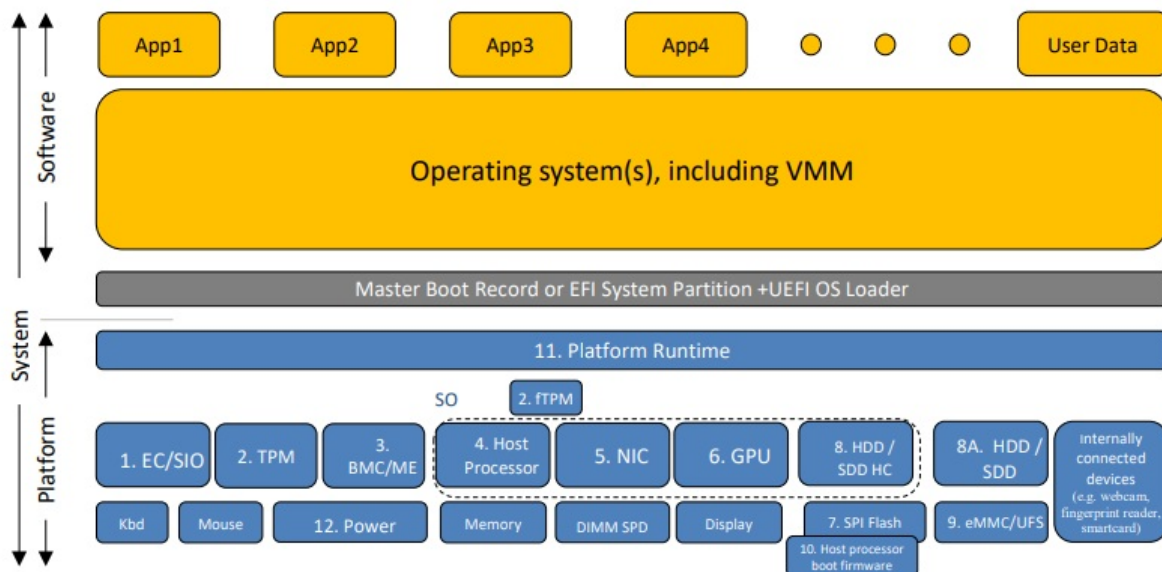 App1
App2
App3
App4
User Data
Software
Operating system(s), including VMM
Master Boot Record or EFI System Partition +UEFI OS Loader
System
11. Platform Runtime
Platform
SO
2. fTPM
1. EC/SIO
2. TPM
3.
BMC/ME
4. Host
Processor
5. NIC
6. GPU
8. HDD /
SDD HC
8A. HDD /
SDD
Internally
connected
devices
(e.g. webcam,
fingerprint reader,
smartcard)
Kbd
Mouse
12. Power
Memory
DIMM SPD
Display
7. SPI Flash
9. eMMC/UFS
10. Host processor
boot firmware